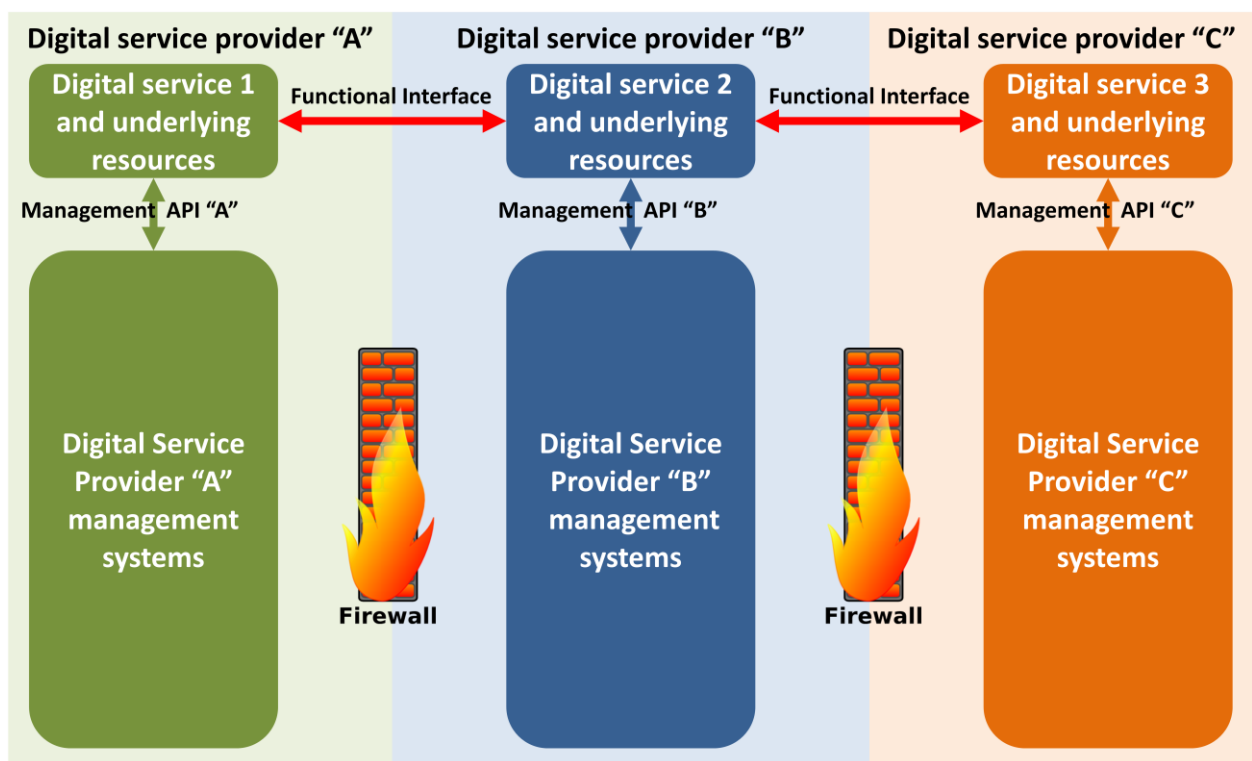 Digital service provider “A”
Digital service 1
and underlying
resources
Management API “A”
Digital Service
Provider “A”
management
systems
Functional Interface
Firewall
Digital service provider “B”
Digital service 2
and underlying
resources
Management API “B”
Digital Service
Provider “B”
management
systems
Functional Interface
Firewall
Digital service provider “C”
Digital service 3
and underlying
resources
Management API “C”
Digital Service
Provider “C”
management
systems